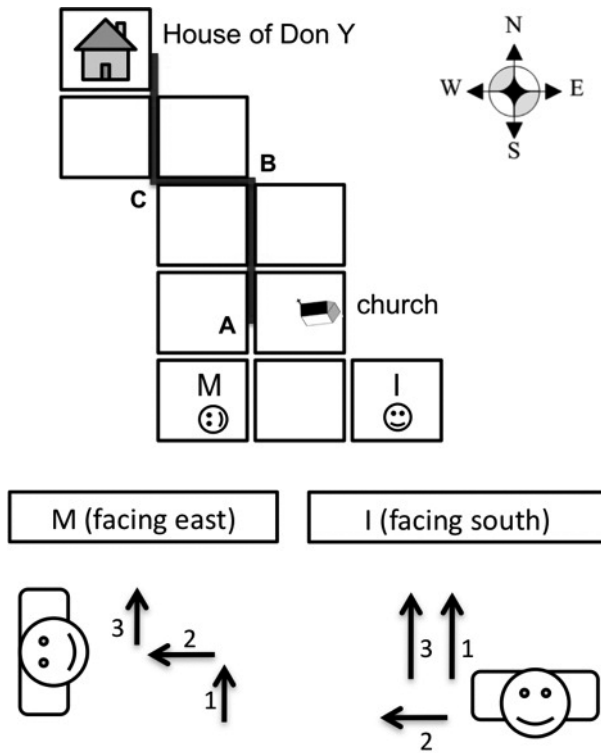 House of Don Y
N
W E
S
B
C
A
church
M
I
M (facing east)
I (facing south)
3
2
1
3
1
2